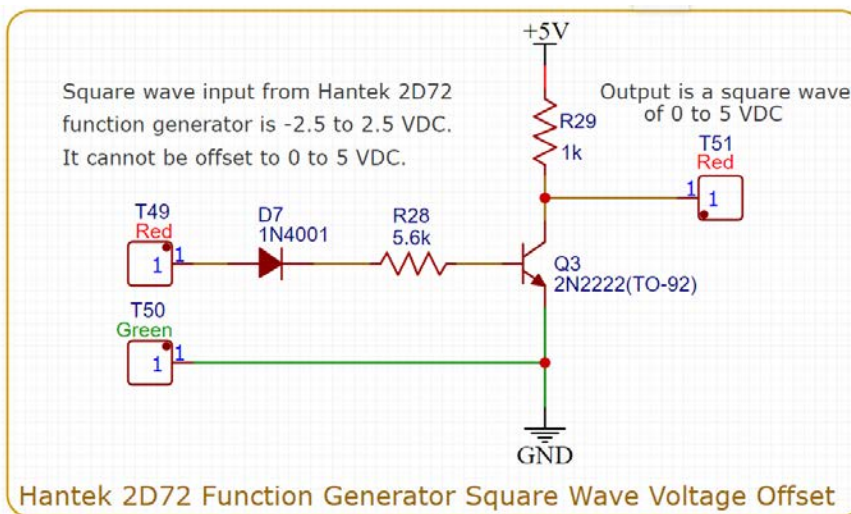 +5V
Square wave input from Hantek 2D72
function generator is -2.5 to 2.5 VDC.
It cannot be offset to 0 to 5 VDC.
Output is a square wave
of 0 to 5 VDC
R29
1k
T51
Red
1
1
T49
Red
1
1
D7
1N4001
R28
5.6k
Q3
2N2222(TO-92)
T50
Green
1
1
GND
Hantek 2D72 Function Generator Square Wave Voltage Offset